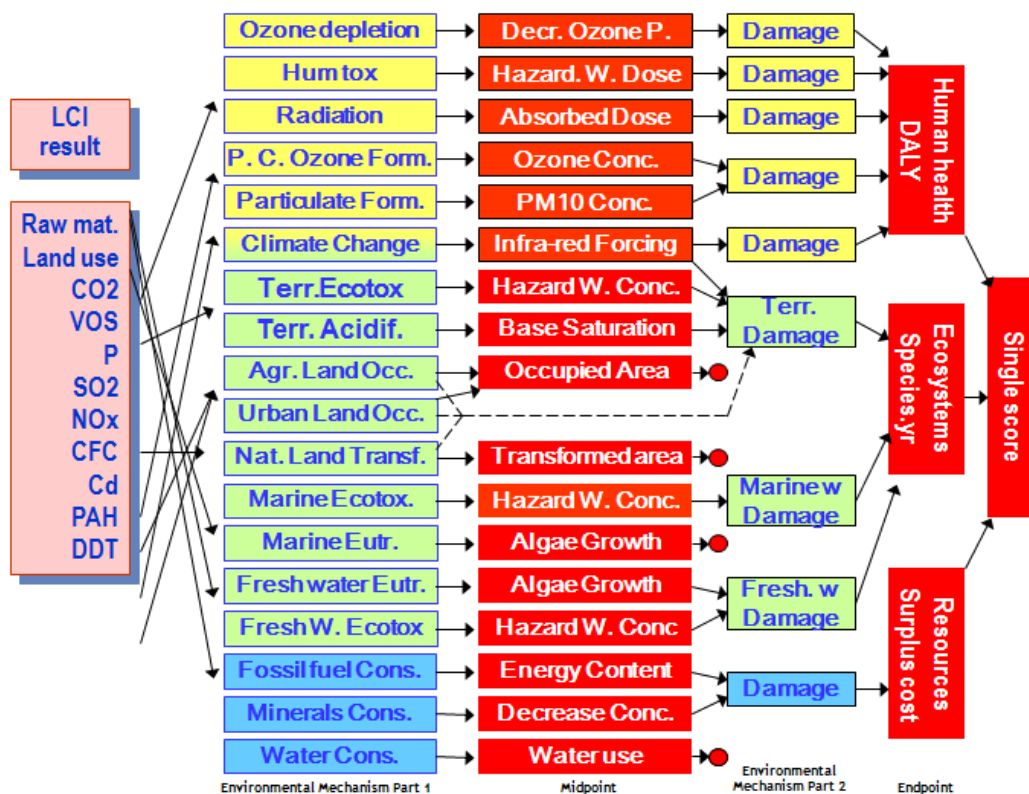 LCI
result
Raw mat.
Land use
CO2
VOS
P
SO2
NOx
CFC
Cd
PAH
DDT
Ozone depletion
Hum tox
Radiation
P. C. Ozone Form.
Particulate Form.
Climate Change
Terr.Ecotox
Terr. Acidif.
Agr. Land Occ.
Urban Land Occ.
Nat. Land Transf.
Marine Ecotox.
Marine Eutr.
Fresh water Eutr.
Fresh W. Ecotox
Fossil fuel Cons.
Minerals Cons.
Water Cons.
Environmental Mechanism Part 1
Decr. Ozone P.
Hazard. W. Dose
Absorbed Dose
Ozone Conc.
PM10 Conc.
Infra-red Forcing
Hazard W. Conc.
Base Saturation
Occupied Area
Transformed area
Hazard W. Conc.
Algae Growth
Algae Growth
Hazard W. Conc
Energy Content
Decrease Conc.
Water use
Midpoint
Damage
Damage
Damage
Damage
Damage
Terr.
Damage
Marine w
Damage
Fresh. w
Damage
Damage
Environmental
Mechanism Part 2
Human health
DALY
Ecosystems
Species.yr
Resources
Surplus cost
Endpoint
Single score